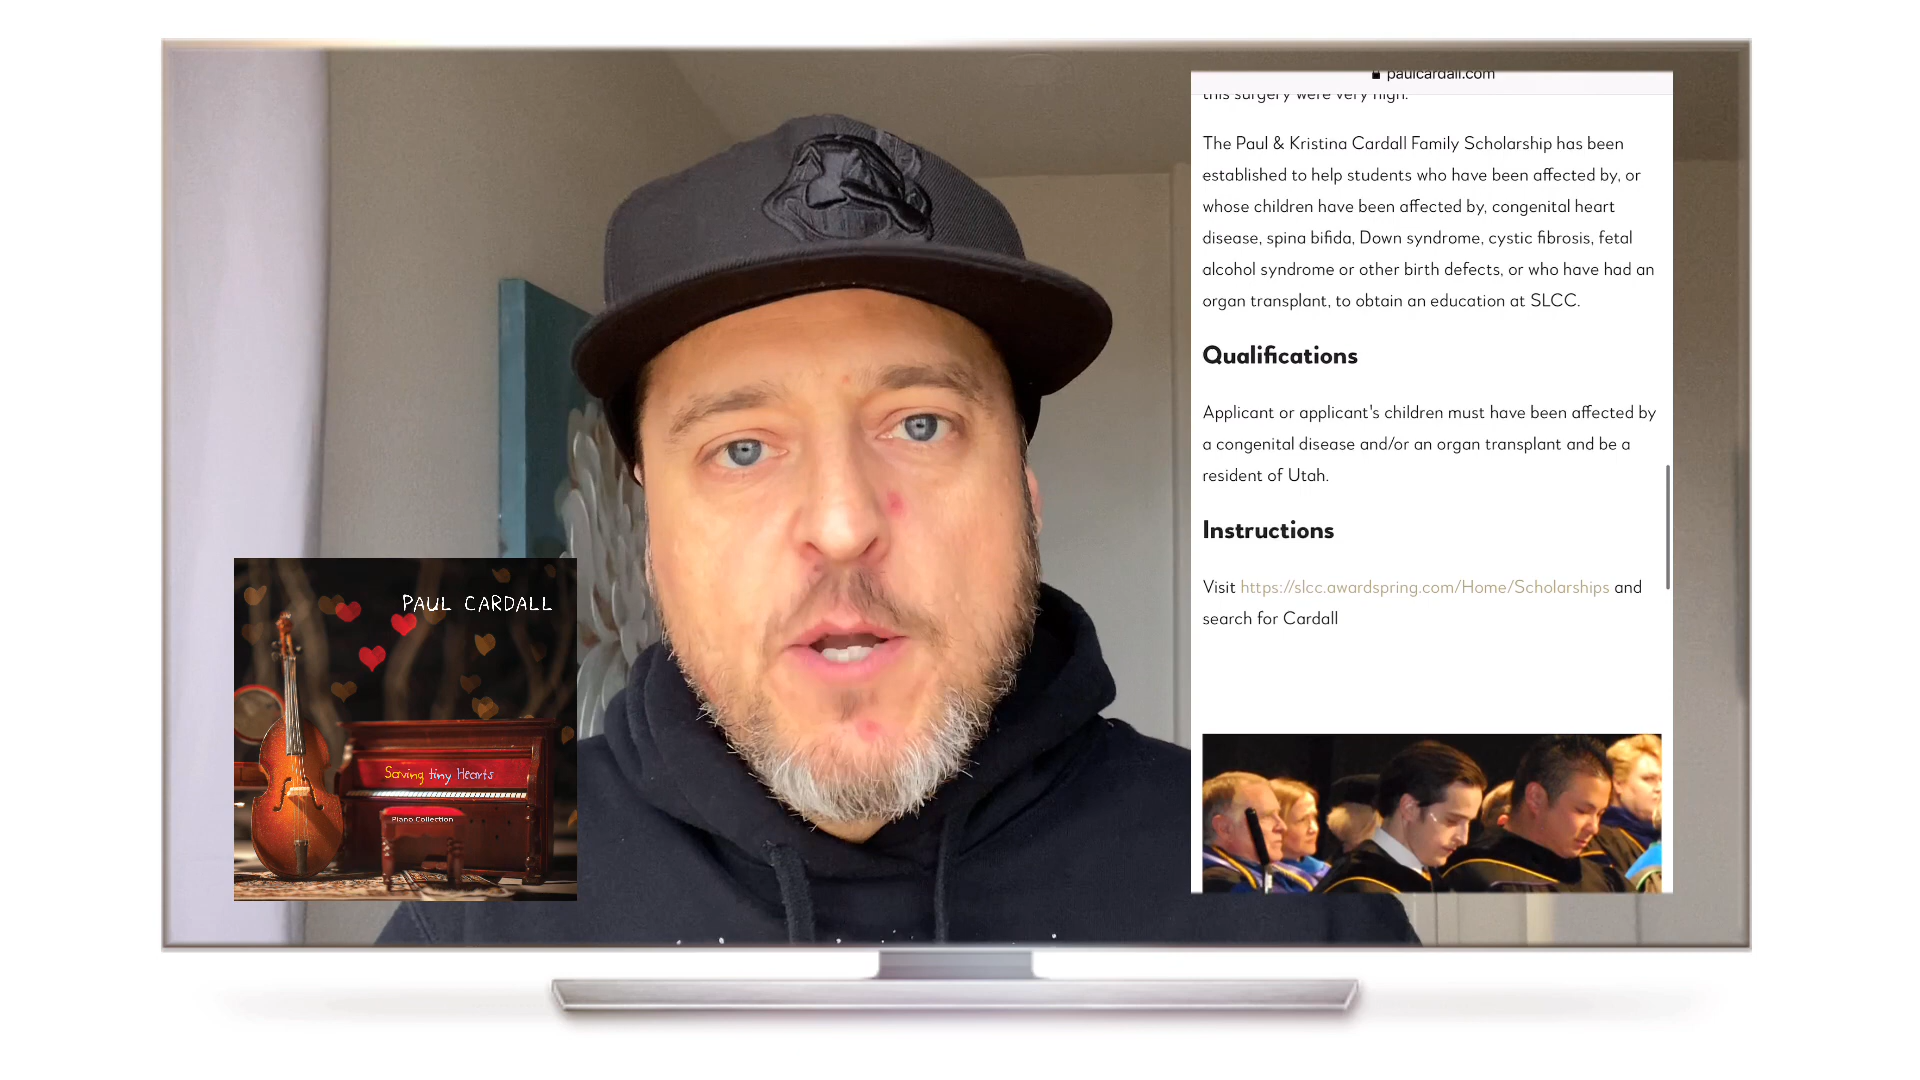 PAUL CARDALL
Saving tiny Hearts
Piano Collection
paulcardall.com
this surgery were very high.
The Paul & Kristina Cardall Family Scholarship has been
established to help students who have been affected by, or
whose children have been affected by, congenital heart
disease, spina bifida, Down syndrome, cystic fibrosis, fetal
alcohol syndrome or other birth defects, or who have had an
organ transplant, to obtain an education at SLCC.
Qualifications
Applicant or applicant's children must have been affected by
a congenital disease and/or an organ transplant and be a
resident of Utah.
Instructions
Visit https://slcc.awardspring.com/Home/Scholarships and
search for Cardall